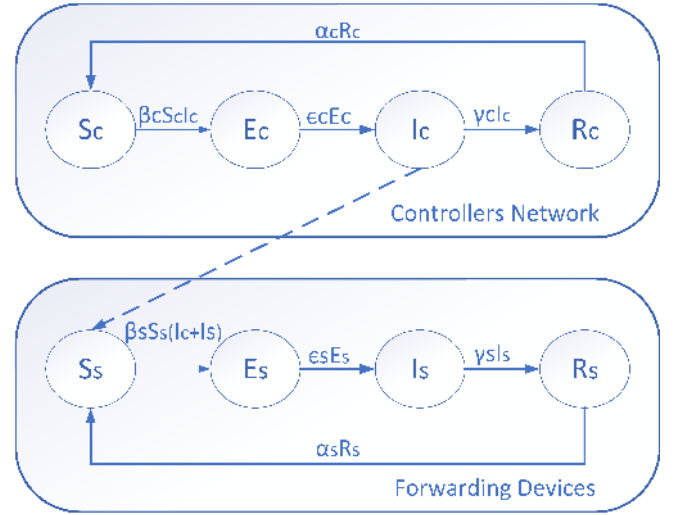 αcRc
βcScIc
ϵcEc
γcIc
Sc
Ec
Ic
Rc
Controllers Network
βsSs(Ic+Is)
ϵsEs
γsIs
Ss
Es
Is
Rs
αsRs
Forwarding Devices